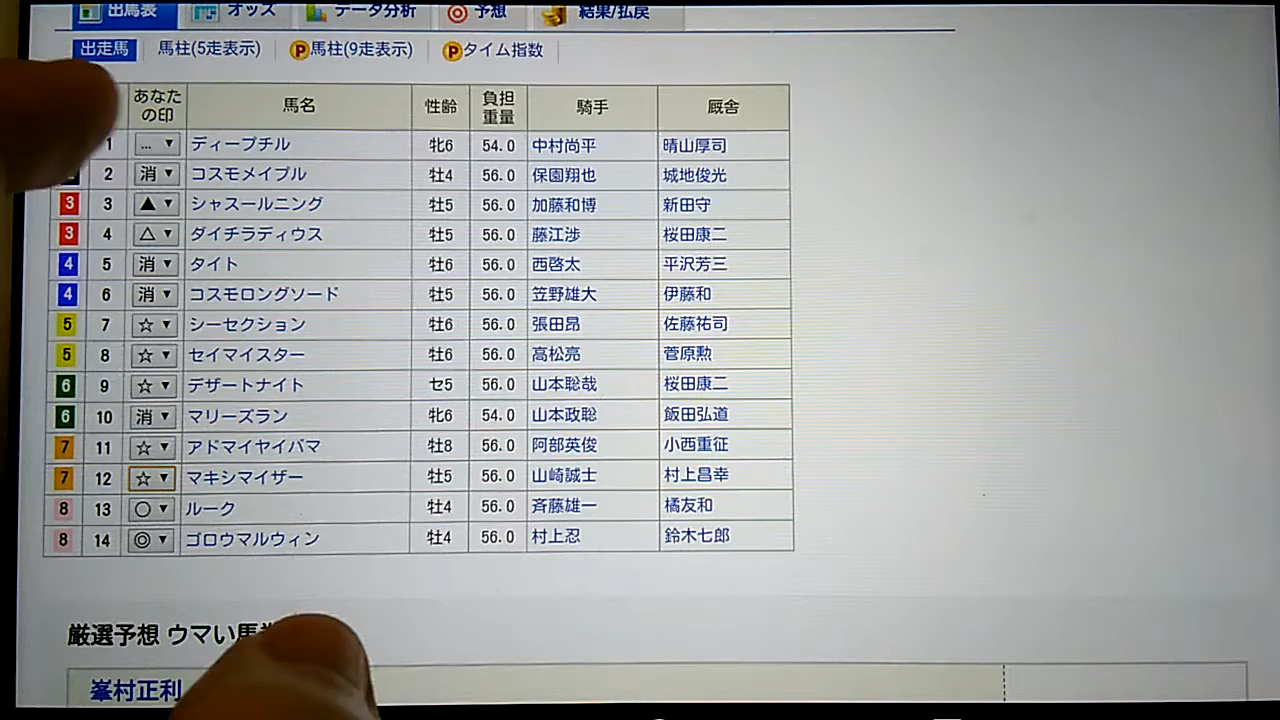 出馬表 オッズ データ分析 予想 結果/払戻
出走馬 馬柱(5走表示) P馬柱(9走表示) Pタイム指数
あなたの印 馬名 性齢 負担重量 騎手 厩舎
1 … ▼ ディープチル 牝6 54.0 中村尚平 晴山厚司
2 消 ▼ コスモメイプル 牡4 56.0 保園翔也 城地俊光
3 3 ▲ ▼ シャスールニング 牡5 56.0 加藤和博 新田守
3 4 △ ▼ ダイチラディウス 牡5 56.0 藤江渉 桜田康二
4 5 消 ▼ タイト 牡6 56.0 西啓太 平沢芳三
4 6 消 ▼ コスモロングソード 牡5 56.0 笠野雄大 伊藤和
5 7 ☆ ▼ シーセクション 牡6 56.0 張田昂 佐藤祐司
5 8 ☆ ▼ セイマイスター 牡6 56.0 高松亮 菅原勲
6 9 ☆ ▼ デザートナイト セ5 56.0 山本聡哉 桜田康二
6 10 消 ▼ マリーズラン 牝6 54.0 山本政聡 飯田弘道
7 11 ☆ ▼ アドマイヤイバマ 牡8 56.0 阿部英俊 小西重征
7 12 ☆ ▼ マキシマイザー 牡5 56.0 山崎誠士 村上昌幸
8 13 ○ ▼ ルーク 牡4 56.0 斉藤雄一 橘友和
8 14 ◎ ▼ ゴロウマルウィン 牡4 56.0 村上忍 鈴木七郎
厳選予想 ウマい馬
峯村正利